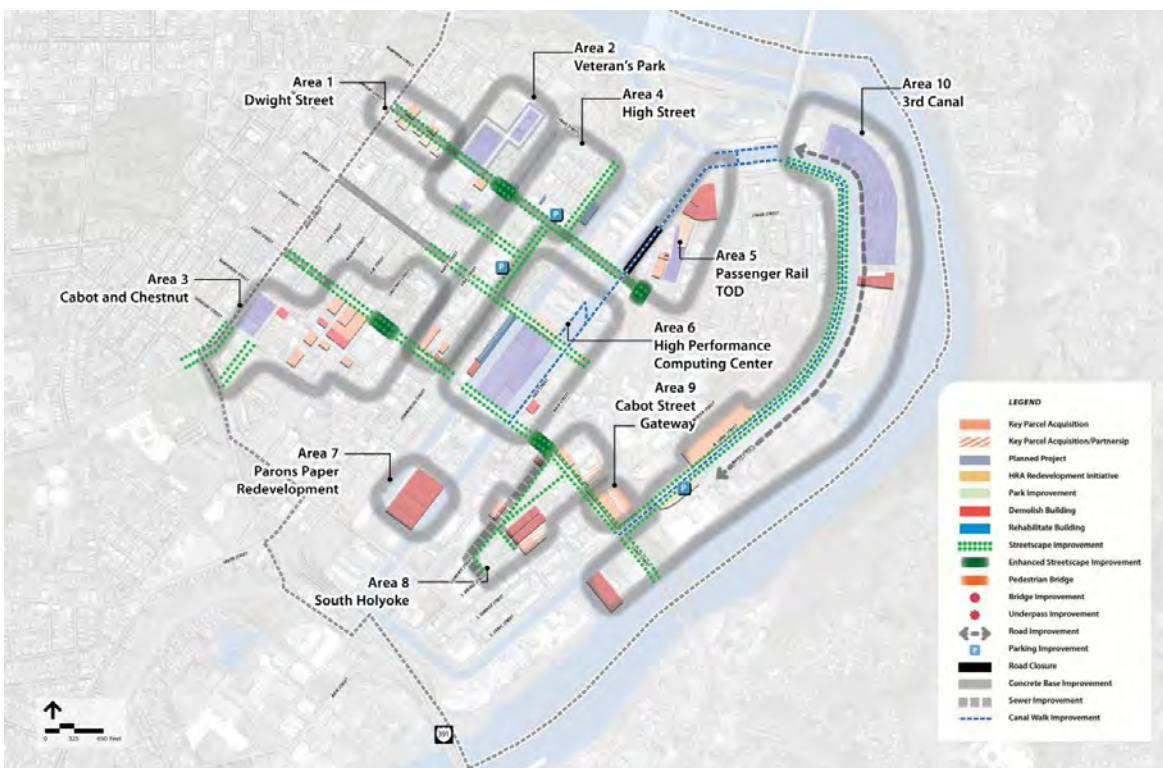 Area 1
Dwight Street
Area 2
Veteran's Park
Area 4
High Street
Area 10
3rd Canal
Area 3
Cabot and Chestnut
Area 5
Passenger Rail
TOD
Area 6
High Performance
Computing Center
Area 9
Cabot Street
Gateway
Area 7
Parons Paper
Redevelopment
Area 8
South Holyoke
P
P
P
391
0 325 650 Feet
LEGEND
Key Parcel Acquisition
Key Parcel Acquisition/Partnersip
Planned Project
HRA Redevelopment Initiative
Park Improvement
Demolish Building
Rehabilitate Building
Streetscape Improvement
Enhanced Streetscape Improvement
Pedestrian Bridge
Bridge Improvement
Underpass Improvement
Road Improvement
P Parking Improvement
Road Closure
Concrete Base Improvement
Sewer Improvement
Canal Walk Improvement